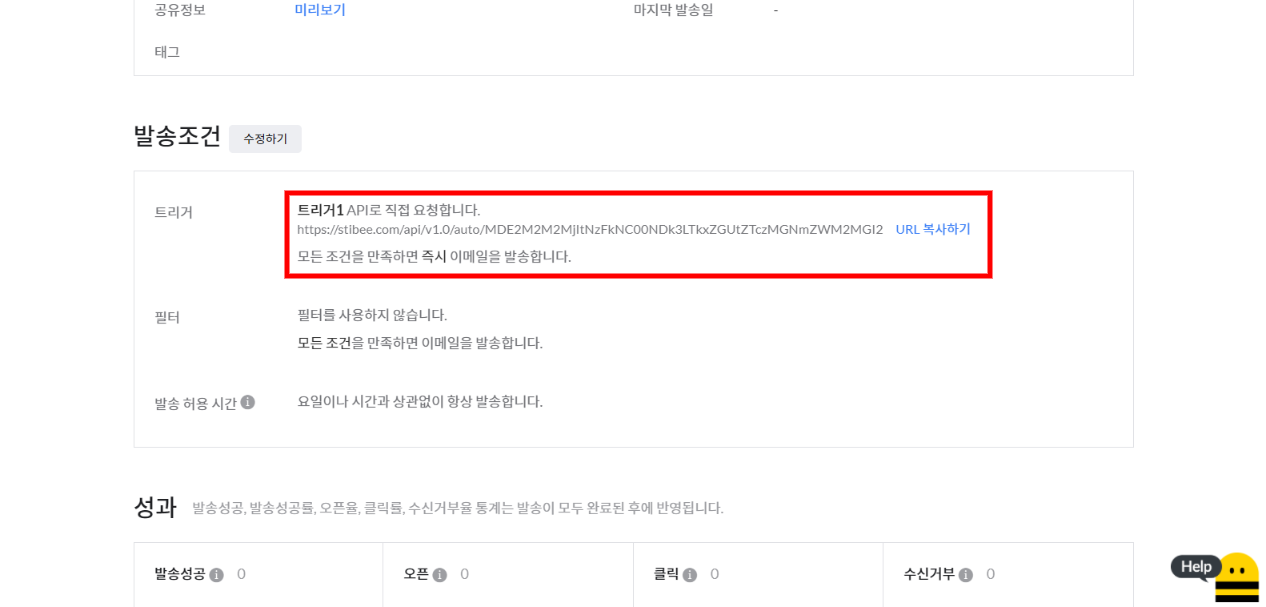 공유정보 미리보기 마지막 발송일 -
태그
발송조건 수정하기
트리거 트리거1 API로 직접 요청합니다.
https://stibee.com/api/v1.0/auto/MDE2M2M2MjItNzFkNC00NDk3LTkxZGUtZTczMGNmZWM2MGI2 URL 복사하기
모든 조건을 만족하면 즉시 이메일을 발송합니다.
필터 필터를 사용하지 않습니다.
모든 조건을 만족하면 이메일을 발송합니다.
발송 허용 시간 요일이나 시간과 상관없이 항상 발송합니다.
성과 발송성공, 발송성공률, 오픈율, 클릭률, 수신거부율 통계는 발송이 모두 완료된 후에 반영됩니다.
발송성공 0 오픈 0 클릭 0 수신거부 0
Help